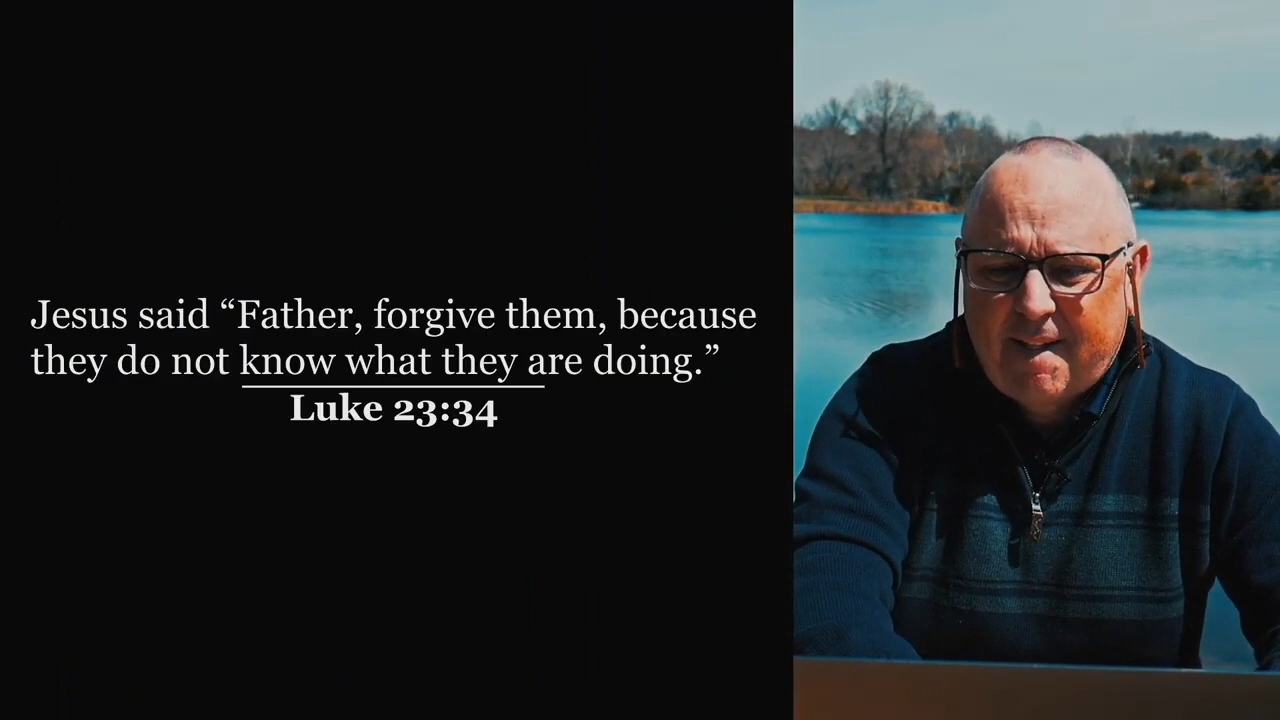 Jesus said “Father, forgive them, because
they do not know what they are doing.”
Luke 23:34